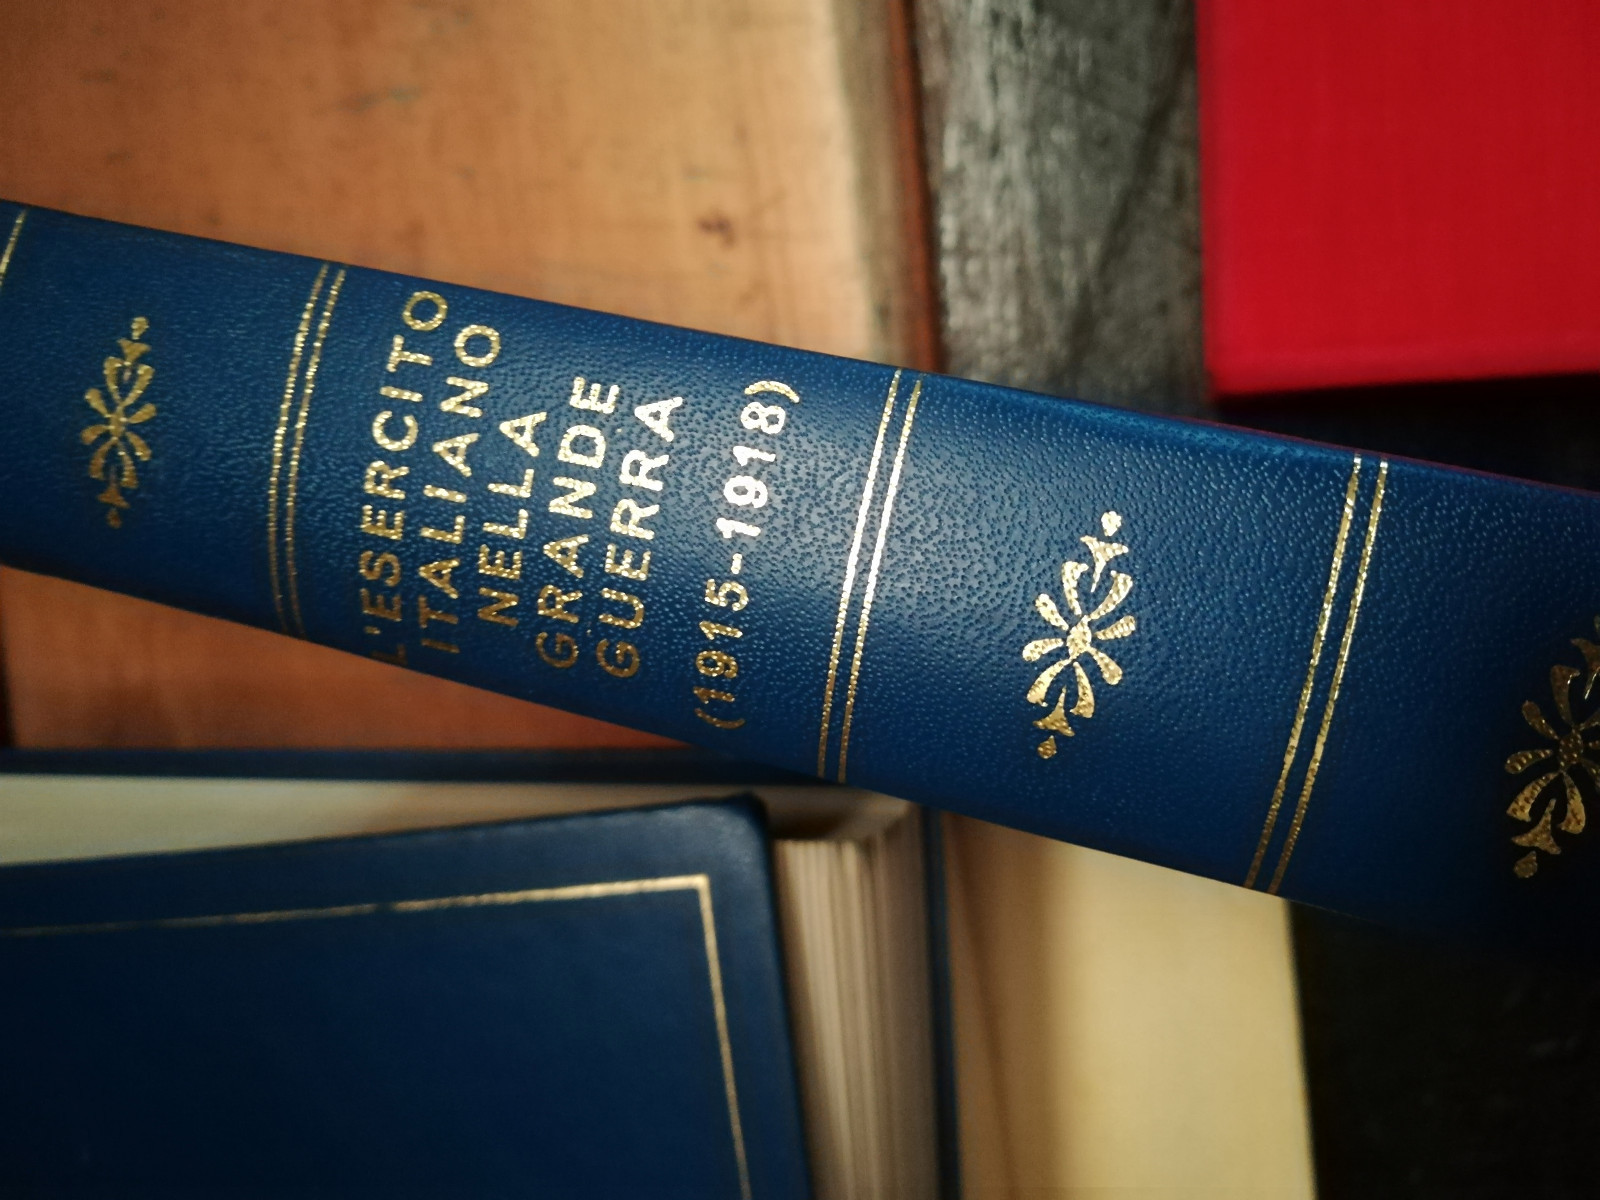 L'ESERCITO
ITALIANO
NELLA
GRANDE
GUERRA
(1915-1918)